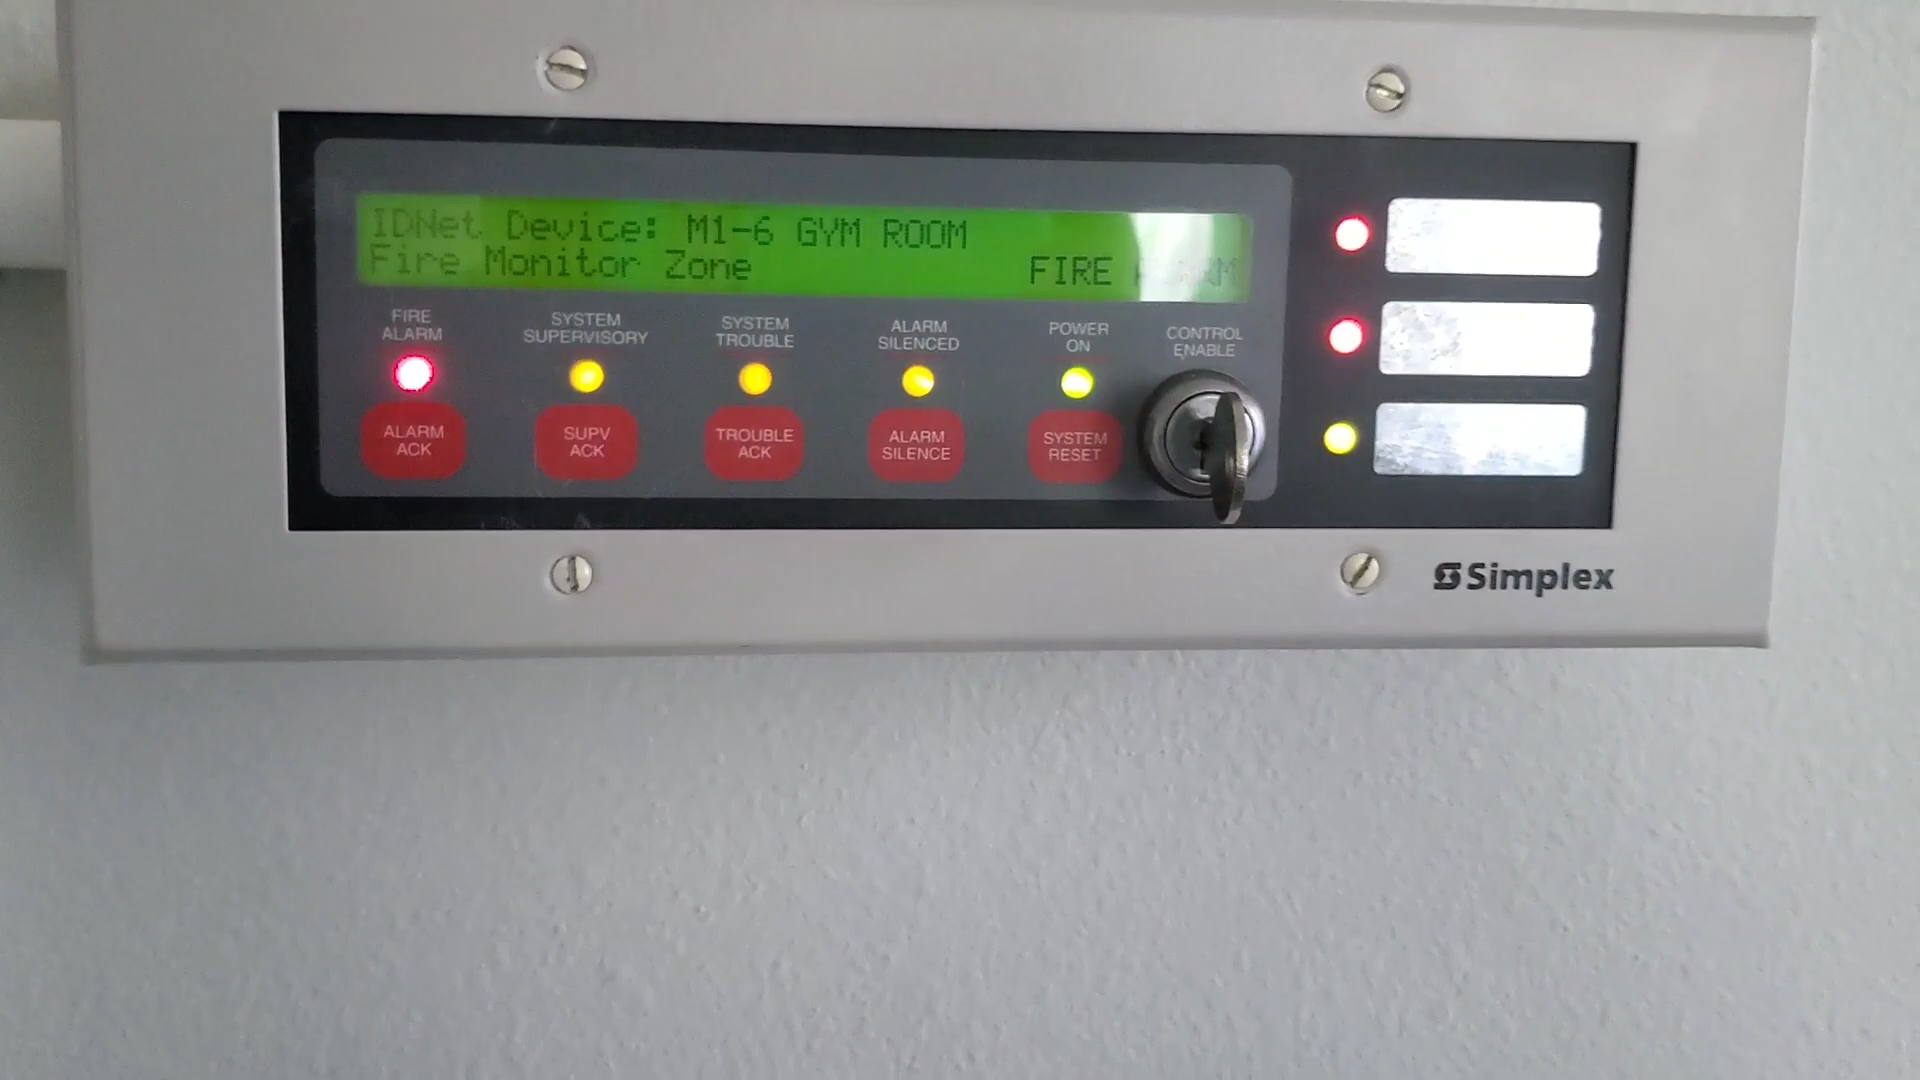 IDNet Device: M1-6 GYM ROOM
Fire Monitor Zone FIRE
FIRE
ALARM
SYSTEM
SUPERVISORY
SYSTEM
TROUBLE
ALARM
SILENCED
POWER
ON
CONTROL
ENABLE
ALARM
ACK
SUPV
ACK
TROUBLE
ACK
ALARM
SILENCE
SYSTEM
RESET
Simplex